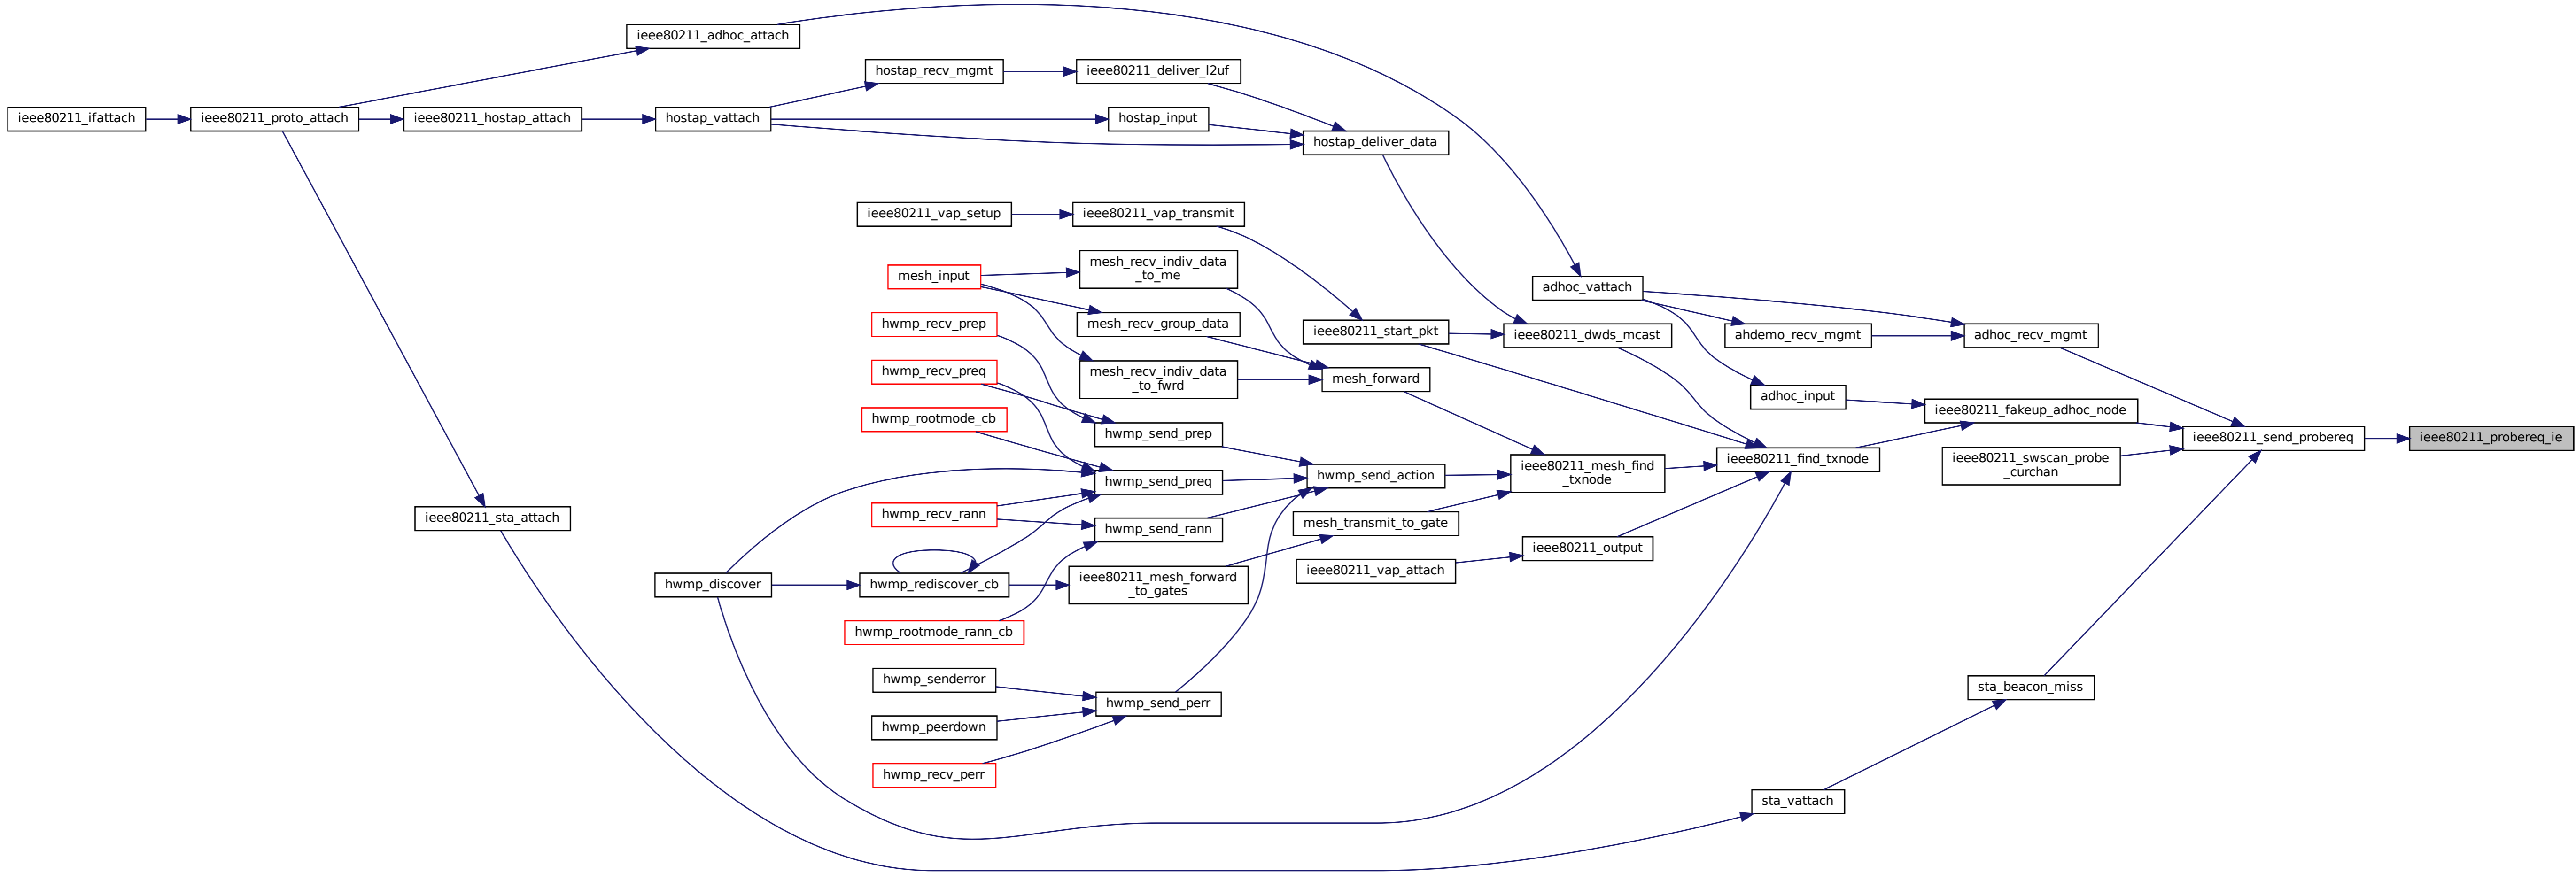 ieee80211_adhoc_attach
hostap_recv_mgmt
ieee80211_deliver_l2uf
ieee80211_ifattach
ieee80211_proto_attach
ieee80211_hostap_attach
hostap_vattach
hostap_input
hostap_deliver_data
ieee80211_vap_setup
ieee80211_vap_transmit
mesh_input
mesh_recv_indiv_data
_to_me
adhoc_vattach
hwmp_recv_prep
mesh_recv_group_data
ieee80211_start_pkt
ieee80211_dwds_mcast
ahdemo_recv_mgmt
adhoc_recv_mgmt
hwmp_recv_preq
mesh_recv_indiv_data
_to_fwrd
mesh_forward
adhoc_input
ieee80211_fakeup_adhoc_node
hwmp_rootmode_cb
hwmp_send_prep
ieee80211_send_probereq
ieee80211_probereq_ie
ieee80211_find_txnode
ieee80211_swscan_probe
_curchan
hwmp_send_preq
hwmp_send_action
ieee80211_mesh_find
_txnode
hwmp_recv_rann
ieee80211_sta_attach
hwmp_send_rann
mesh_transmit_to_gate
ieee80211_output
hwmp_discover
hwmp_rediscover_cb
ieee80211_mesh_forward
_to_gates
ieee80211_vap_attach
hwmp_rootmode_rann_cb
hwmp_senderror
hwmp_send_perr
sta_beacon_miss
hwmp_peerdown
hwmp_recv_perr
sta_vattach